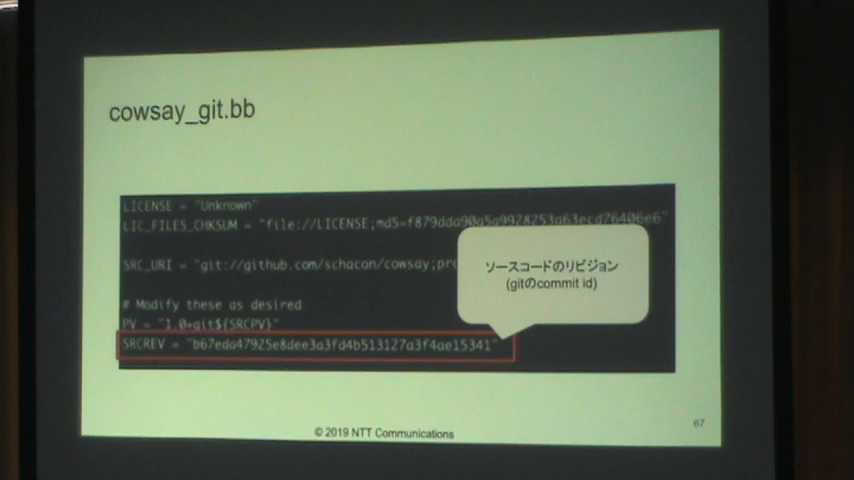 cowsay_git.bb
LICENSE = "Unknown"
LIC_FILES_CHKSUM = "file://LICENSE;md5=f879dda90a5a9928253a63ecd76406e6"
SRC_URI = "git://github.com/schacon/cowsay;pro
ソースコードのリビジョン
(gitのcommit id)
# Modify these as desired
PV = "1.0+git${SRCPV}"
SRCREV = "b67eda47925e8dee3a3fd4b513127a3f4ae15341"
© 2019 NTT Communications
67